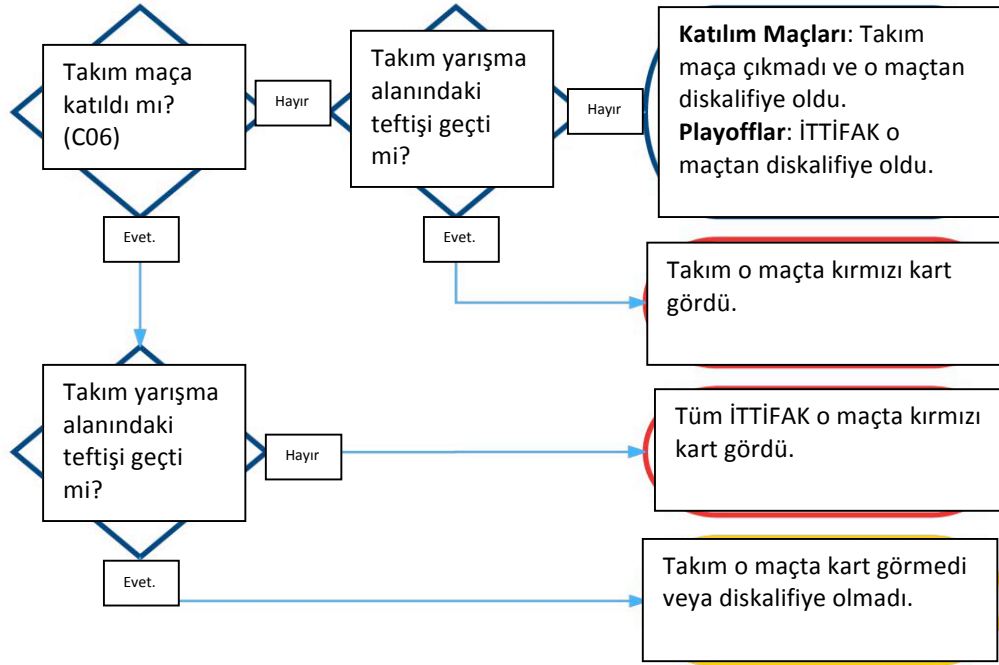 Takım maça
katıldı mı?
(C06)
Hayır
Takım yarışma
alanındaki
teftişi geçti
mi?
Hayır
Katılım Maçları: Takım
maça çıkmadı ve o maçtan
diskalifiye oldu.
Playofflar: İTTİFAK o
maçtan diskalifiye oldu.
Evet.
Evet.
Takım o maçta kırmızı kart
gördü.
Takım yarışma
alanındaki
teftişi geçti
mi?
Hayır
Tüm İTTİFAK o maçta kırmızı
kart gördü.
Evet.
Takım o maçta kart görmedi
veya diskalifiye olmadı.